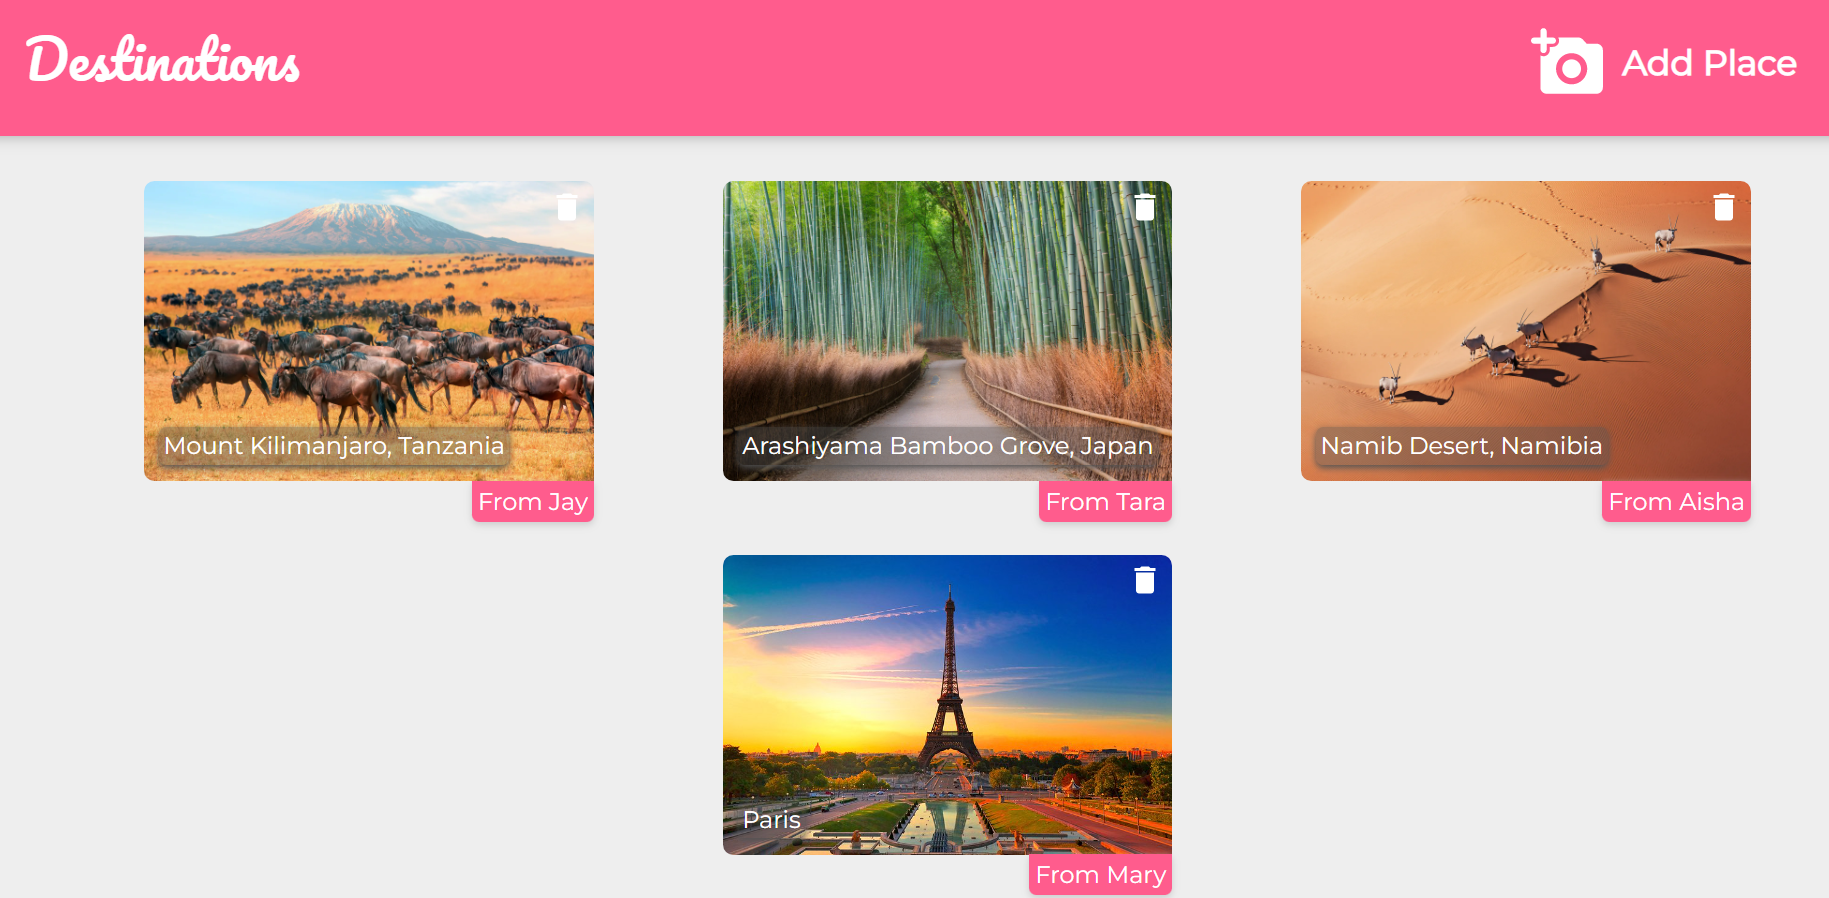 Destinations
Add Place
Mount Kilimanjaro, Tanzania
From Jay
Arashiyama Bamboo Grove, Japan
From Tara
Namib Desert, Namibia
From Aisha
Paris
From Mary